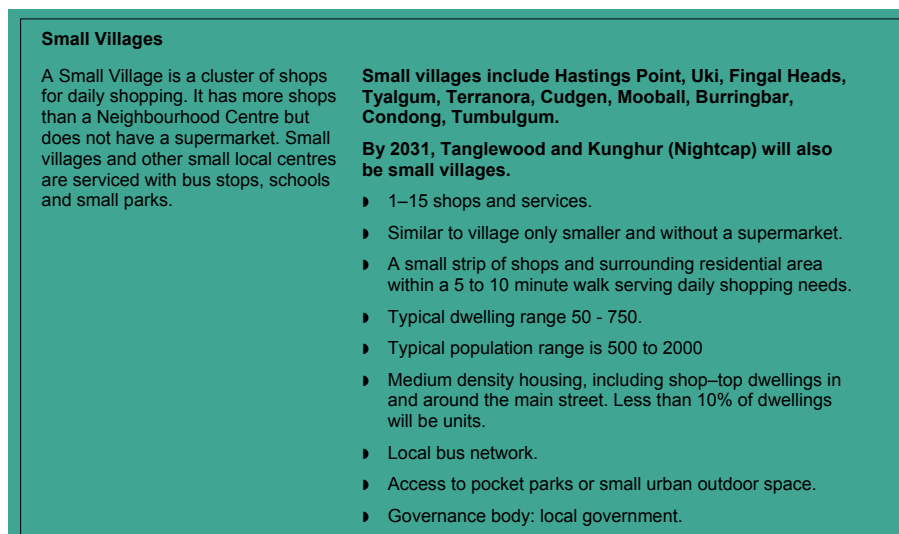 Small Villages
A Small Village is a cluster of shops
for daily shopping. It has more shops
than a Neighbourhood Centre but
does not have a supermarket. Small
villages and other small local centres
are serviced with bus stops, schools
and small parks.
Small villages include Hastings Point, Uki, Fingal Heads,
Tyalgum, Terranora, Cudgen, Mooball, Burringbar,
Condong, Tumbulgum.
By 2031, Tanglewood and Kunghur (Nightcap) will also
be small villages.
◗ 1–15 shops and services.
◗ Similar to village only smaller and without a supermarket.
◗ A small strip of shops and surrounding residential area
within a 5 to 10 minute walk serving daily shopping needs.
◗ Typical dwelling range 50 - 750.
◗ Typical population range is 500 to 2000
◗ Medium density housing, including shop–top dwellings in
and around the main street. Less than 10% of dwellings
will be units.
◗ Local bus network.
◗ Access to pocket parks or small urban outdoor space.
◗ Governance body: local government.